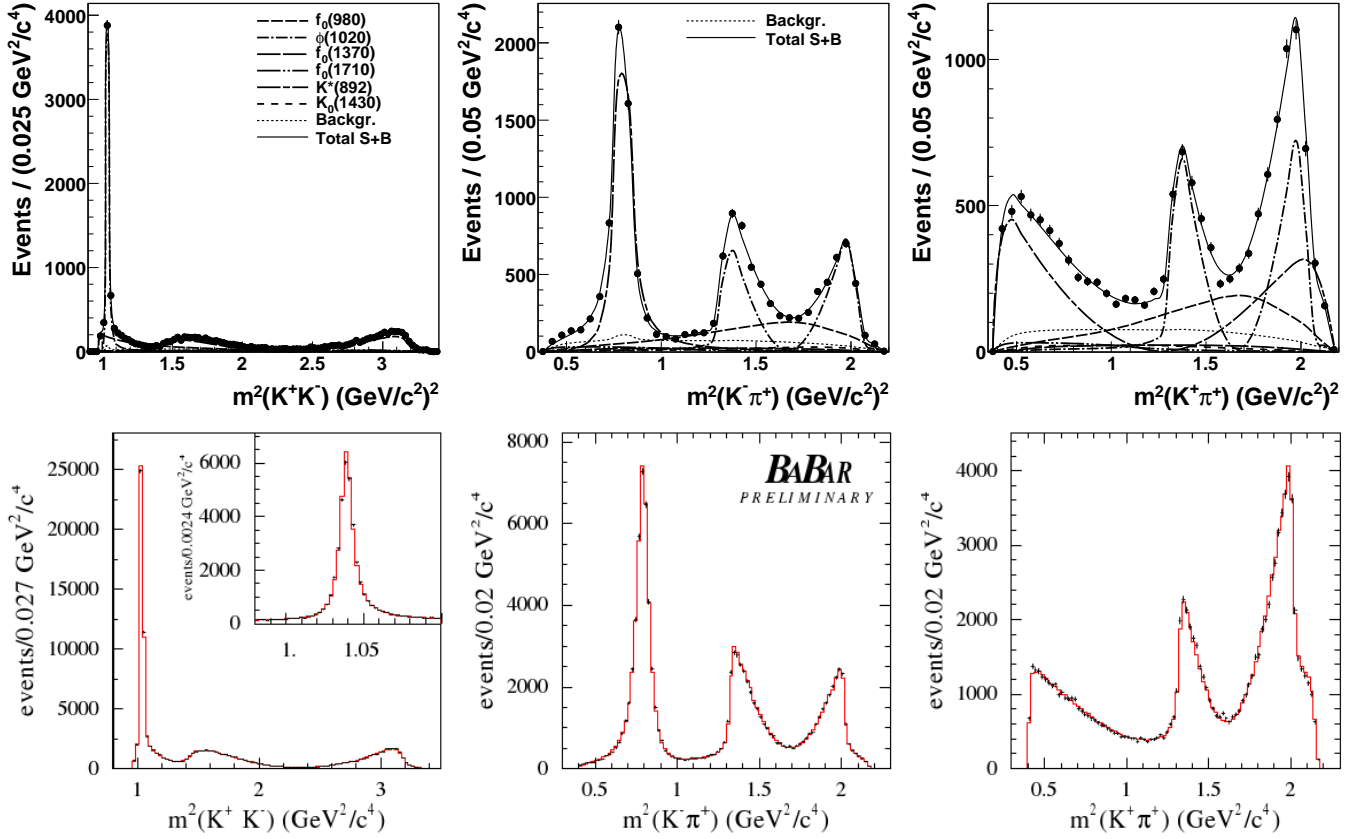 Events / (0.025 GeV²/c⁴)
4000
3000
2000
1000
0
f₀(980)
ϕ(1020)
f₀(1370)
f₀(1710)
K*(892)
K₀(1430)
Backgr.
Total S+B
1 1.5 2 2.5 3
m²(K⁺K⁻) (GeV/c²)²
Events / (0.05 GeV²/c⁴)
2000
1500
1000
500
0
Backgr.
Total S+B
0.5 1 1.5 2
m²(K⁻π⁺) (GeV/c²)²
Events / (0.05 GeV²/c⁴)
1000
500
0
0.5 1 1.5 2
m²(K⁺π⁺) (GeV/c²)²
events/0.027 GeV²/c⁴
25000
20000
15000
10000
5000
0
events/0.0024 GeV²/c⁴
6000
4000
2000
0
1. 1.05
1 2 3
m²(K⁺ K⁻) (GeV²/c⁴)
events/0.02 GeV²/c⁴
8000
6000
4000
2000
0
BABAR
PRELIMINARY
0.5 1 1.5 2
m²(K⁻π⁺) (GeV²/c⁴)
events/0.02 GeV²/c⁴
4000
3000
2000
1000
0
0.5 1 1.5 2
m²(K⁺π⁺) (GeV²/c⁴)